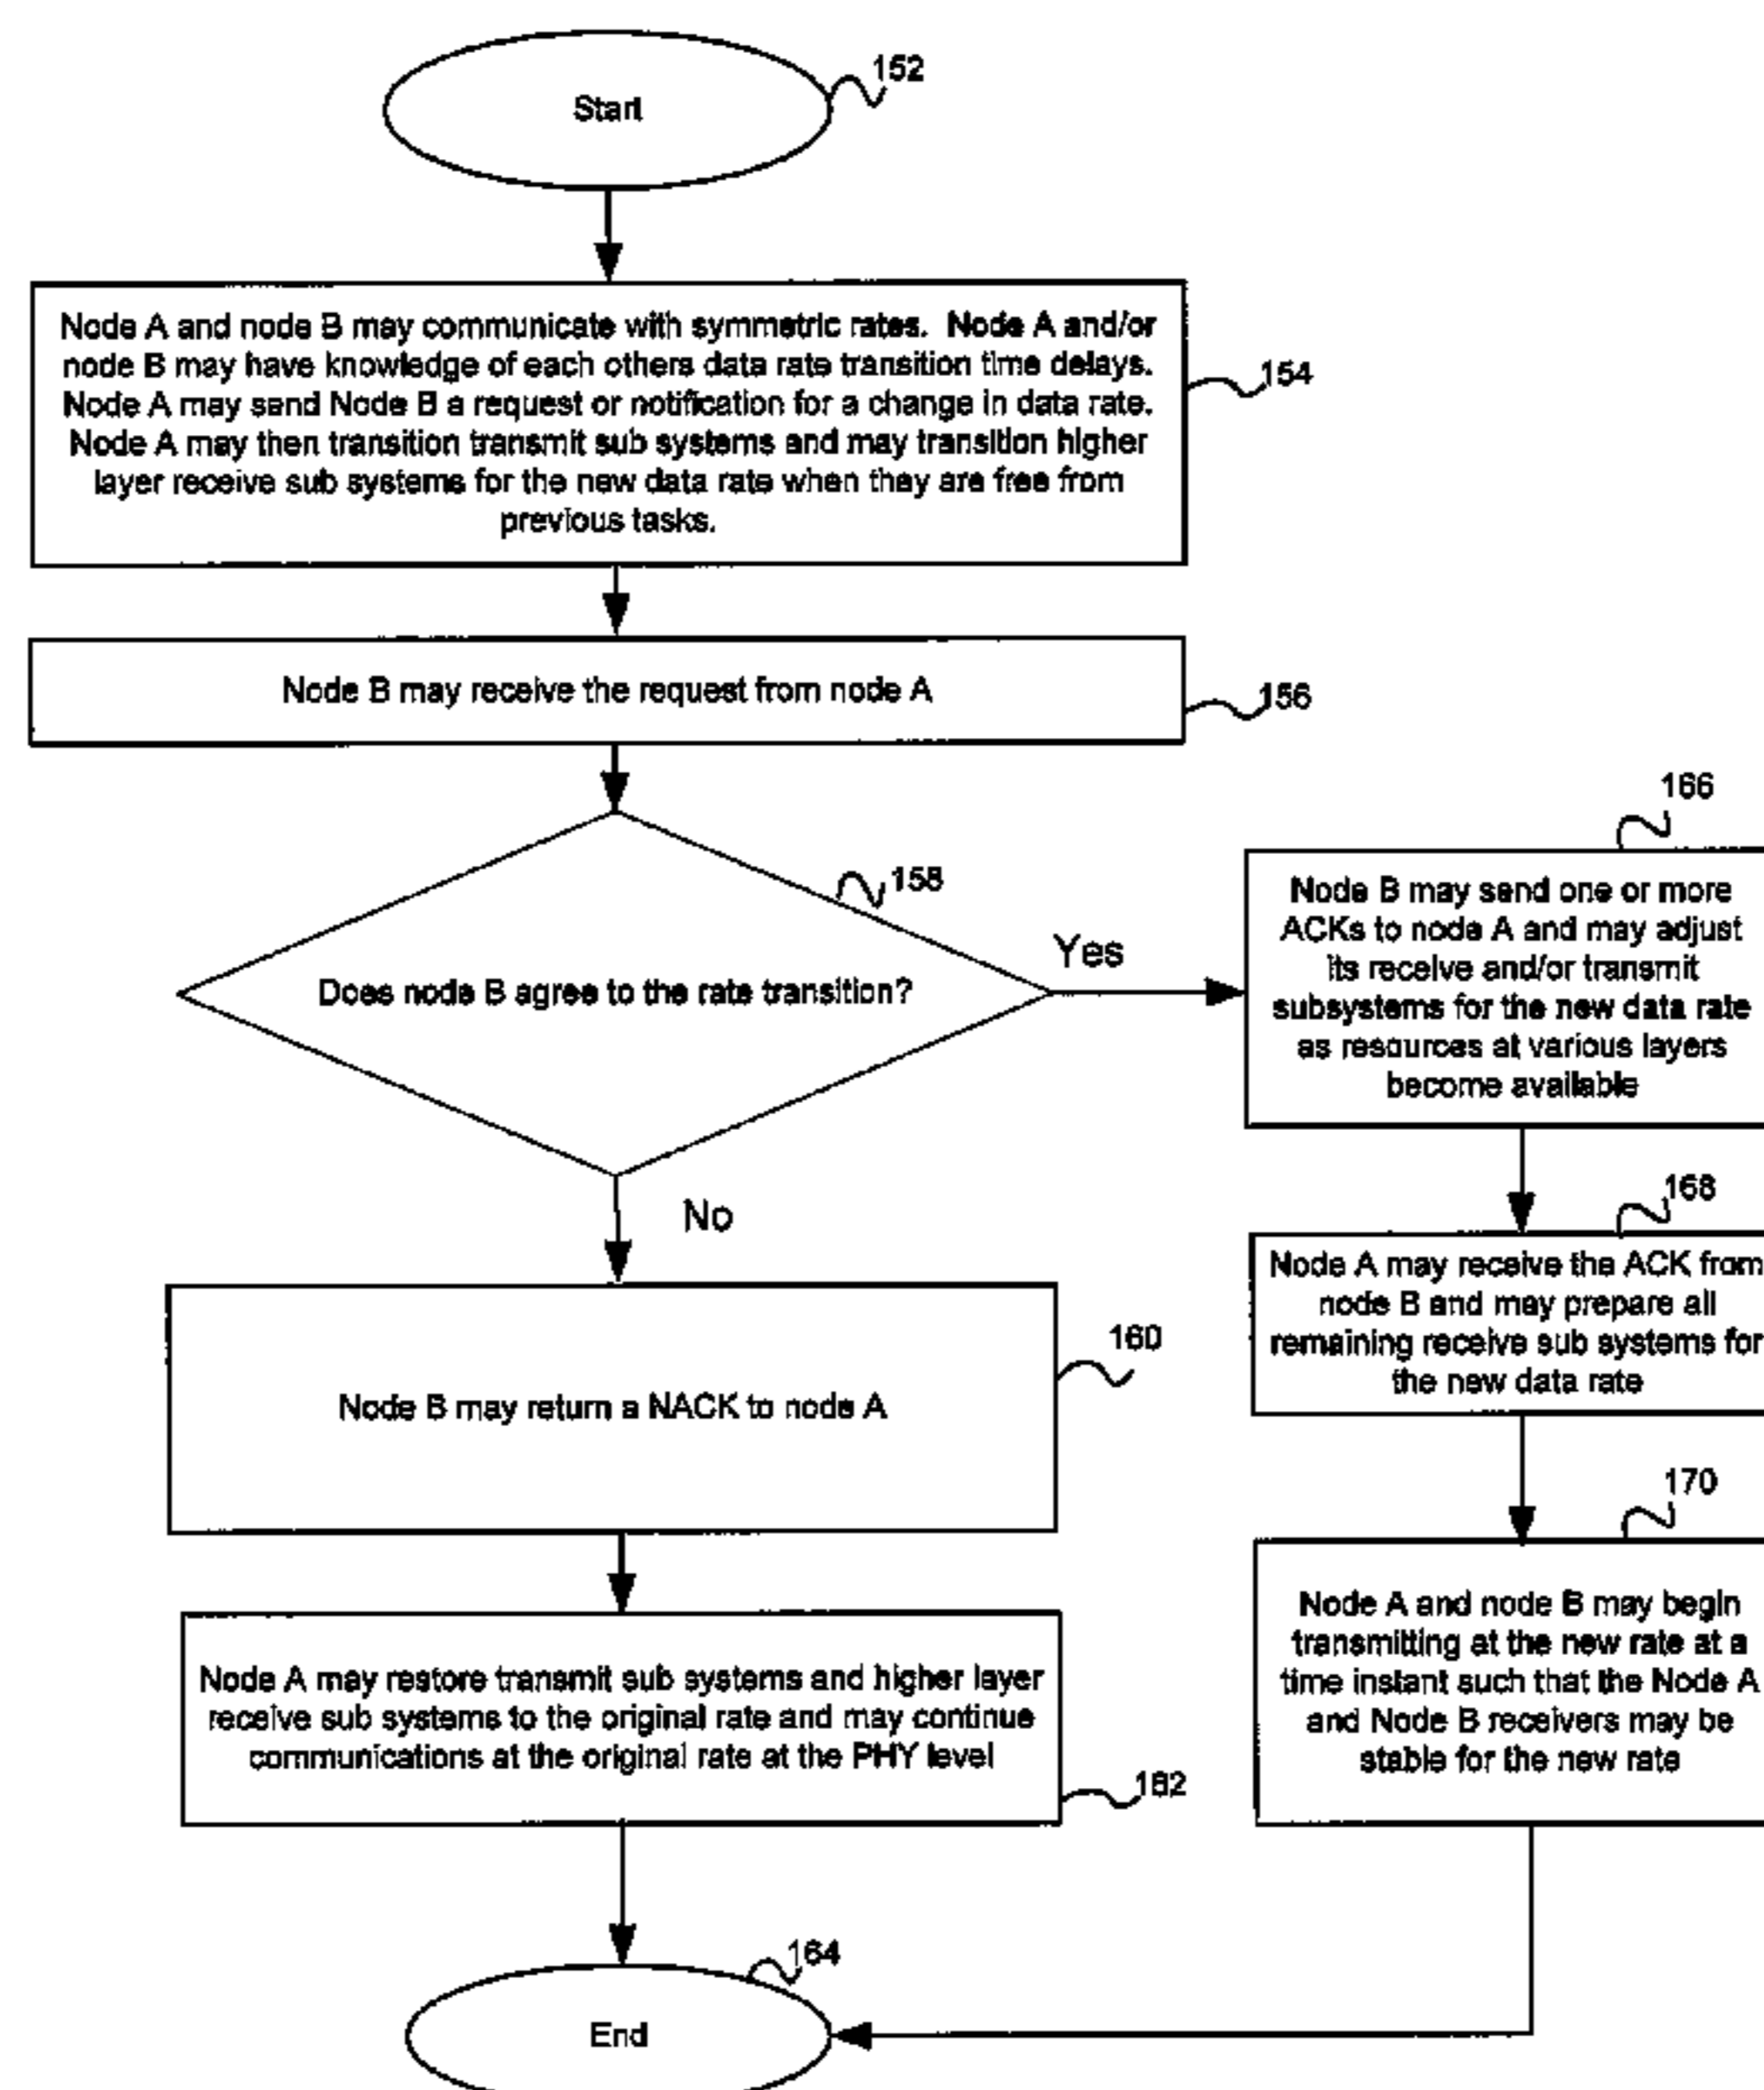 Start
152
Node A and node B may communicate with symmetric rates. Node A and/or
node B may have knowledge of each others data rate transition time delays.
Node A may send Node B a request or notification for a change in data rate.
Node A may then transition transmit sub systems and may transition higher
layer receive sub systems for the new data rate when they are free from
previous tasks.
154
Node B may receive the request from node A
156
158
Does node B agree to the rate transition?
Yes
No
166
Node B may send one or more
ACKs to node A and may adjust
its receive and/or transmit
subsystems for the new data rate
as resources at various layers
become available
168
Node A may receive the ACK from
node B and may prepare all
remaining receive sub systems for
the new data rate
160
Node B may return a NACK to node A
170
Node A and node B may begin
transmitting at the new rate at a
time instant such that the Node A
and Node B receivers may be
stable for the new rate
Node A may restore transmit sub systems and higher layer
receive sub systems to the original rate and may continue
communications at the original rate at the PHY level
162
164
End